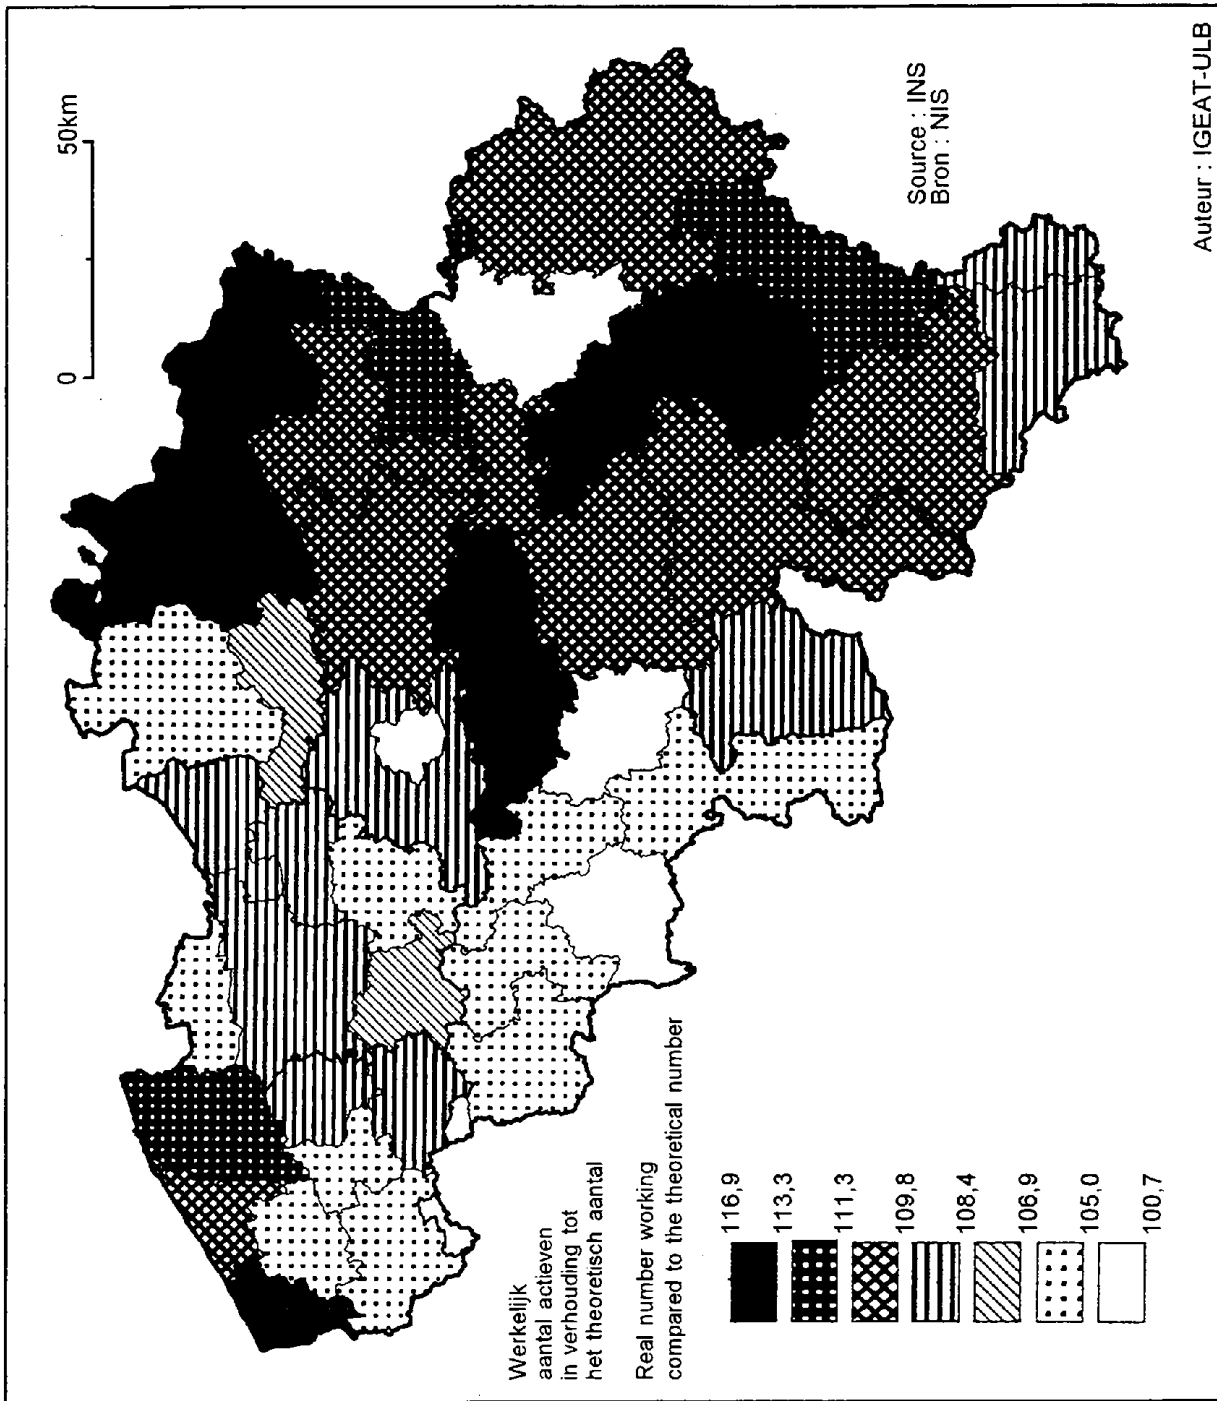 0
50km
Source : INS
Bron : NIS
Auteur : IGEAT-ULB
Werkelijk
aantal actieven
in verhouding tot
het theoretisch aantal
Real number working
compared to the theoretical number
116,9
113,3
111,3
109,8
108,4
106,9
105,0
100,7